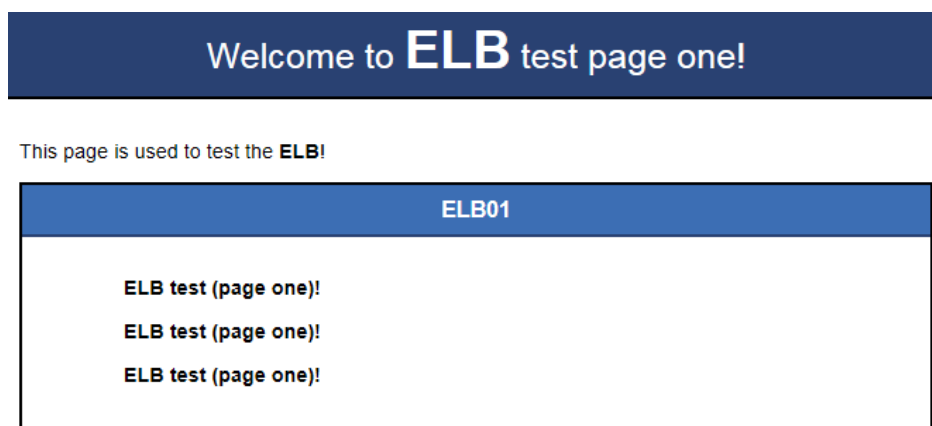 Welcome to ELB test page one!
This page is used to test the ELB!
ELB01
ELB test (page one)!
ELB test (page one)!
ELB test (page one)!